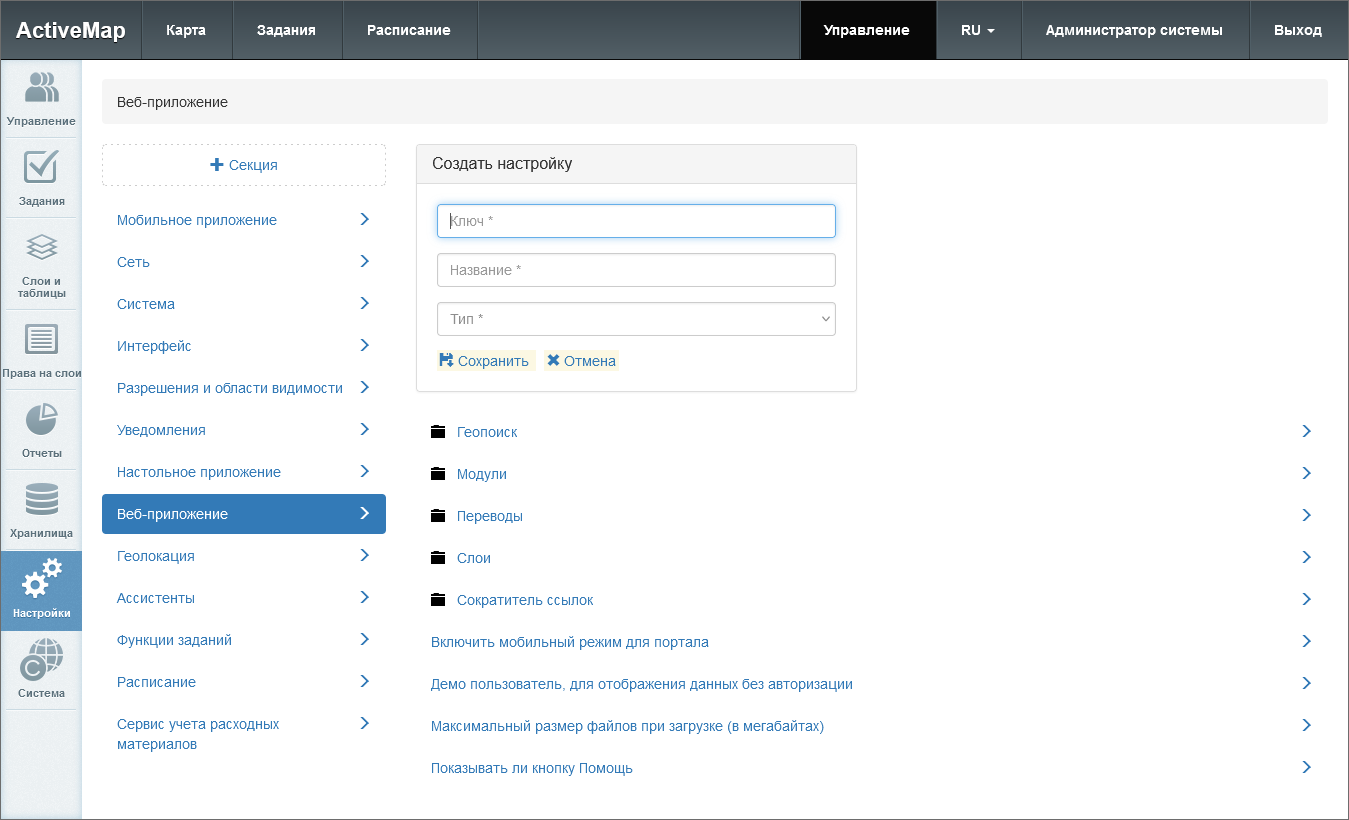 ActiveMap
Карта
Задания
Расписание
Управление
RU
Администратор системы
Выход
Управление
Задания
Слои и
таблицы
Права на слои
Отчеты
Хранилища
Настройки
Система
Веб-приложение
Секция
Мобильное приложение
Сеть
Система
Интерфейс
Разрешения и области видимости
Уведомления
Настольное приложение
Веб-приложение
Геолокация
Ассистенты
Функции заданий
Расписание
Сервис учета расходных
материалов
Создать настройку
Ключ *
Название *
Тип *
Сохранить
Отмена
Геопоиск
Модули
Переводы
Слои
Сократитель ссылок
Включить мобильный режим для портала
Демо пользователь, для отображения данных без авторизации
Максимальный размер файлов при загрузке (в мегабайтах)
Показывать ли кнопку Помощь